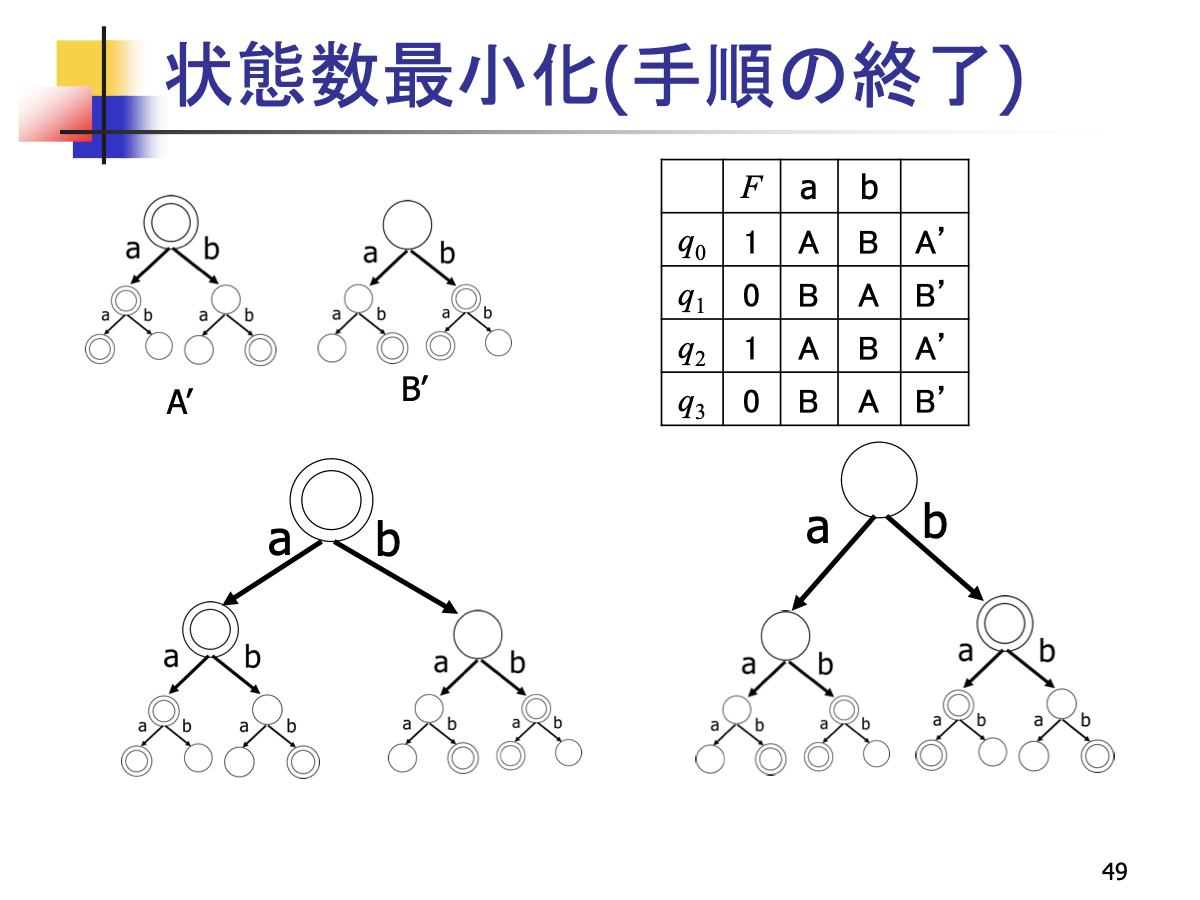 状態数最小化(手順の終了)
F a b
q0 1 A B A’
q1 0 B A B’
q2 1 A B A’
q3 0 B A B’
a b
a b a b
A’
a b
a b a b
B’
a b
a b a b
a b a b a b a b
a b
a b a b
a b a b a b a b
49